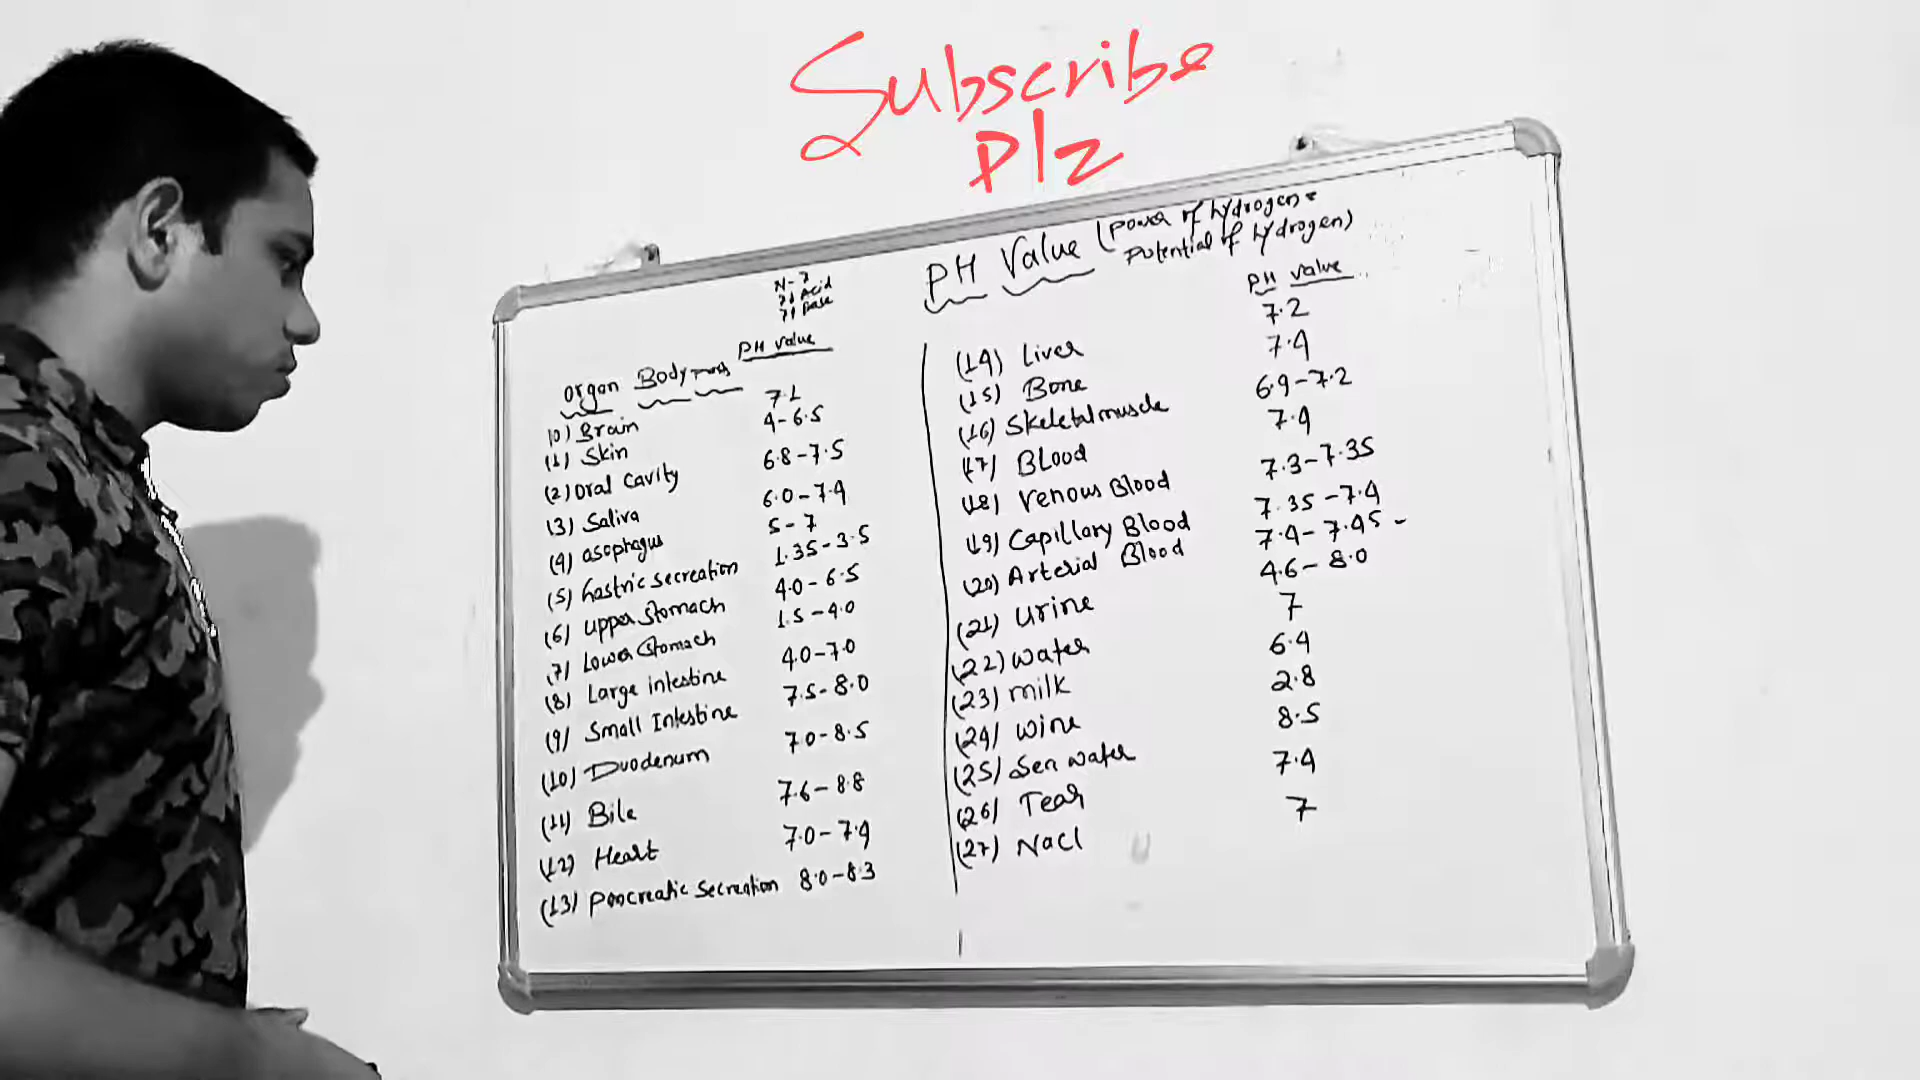 Subscribe
Plz
PH Value (power of hydrogen =
potential of hydrogen)
N - 7
7↓ Acid
7↑ Base
Organ Body parts PH value
(0) Brain 7.1
(1) Skin 4-6.5
(2) Oral Cavity 6.8-7.5
(3) Saliva 6.0-7.4
(4) asophagus 5-7
(5) Gastric secreation 1.35-3.5
(6) upper stomach 4.0-6.5
(7) Lower Stomach 1.5-4.0
(8) Large intestine 4.0-7.0
(9) Small Intestine 7.5-8.0
(10) Duodenum 7.0-8.5
(11) Bile 7.6-8.8
(12) Heart 7.0-7.4
(13) Pancreatic Secreation 8.0-8.3
PH value
(14) Liver 7.2
(15) Bone 7.4
(16) Skeletal muscle 6.9-7.2
(17) Blood 7.4
(18) Venous Blood 7.3-7.35
(19) Capillary Blood 7.35-7.4
(20) Arterial Blood 7.4-7.45 -
(21) Urine 4.6-8.0
(22) Water 7
(23) milk 6.4
(24) Wine 2.8
(25) Sea water 8.5
(26) Tear 7.4
(27) Nacl 7